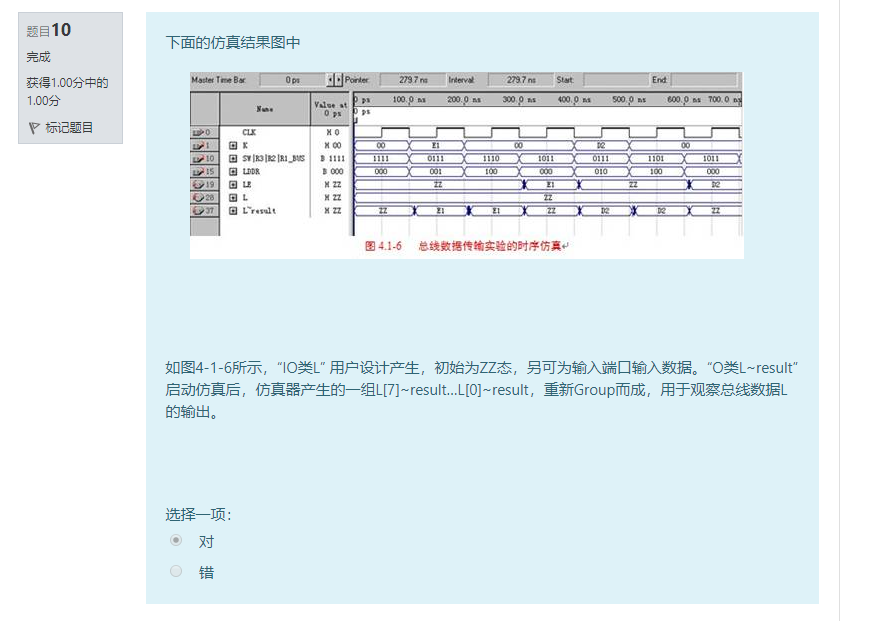 题目10
完成
获得1.00分中的
1.00分
标记题目
下面的仿真结果图中
Master Time Bar: 0 ps Pointer: 279.7 ns Interval: 279.7 ns Start: End:
Name Value at 0 ps
0 ps 100.0 ns 200.0 ns 300.0 ns 400.0 ns 500.0 ns 600.0 ns 700.0 ns
0 ps
0 CLK H 0
1 K H 00 00 E1 00 D2 00
10 SW|R3|R2|R1_BUS B 1111 1111 0111 1110 1011 0111 1101 1011
15 LDDR B 000 000 001 100 000 010 100 000
19 LE H ZZ ZZ E1 ZZ D2
28 L H ZZ ZZ
37 L~result H ZZ ZZ E1 E1 ZZ D2 D2 ZZ
图 4.1-6 总线数据传输实验的时序仿真↵
如图4-1-6所示，“IO类L” 用户设计产生，初始为ZZ态，另可为输入端口输入数据。“O类L~result”
启动仿真后，仿真器产生的一组L[7]~result...L[0]~result，重新Group而成，用于观察总线数据L
的输出。
选择一项：
对
错